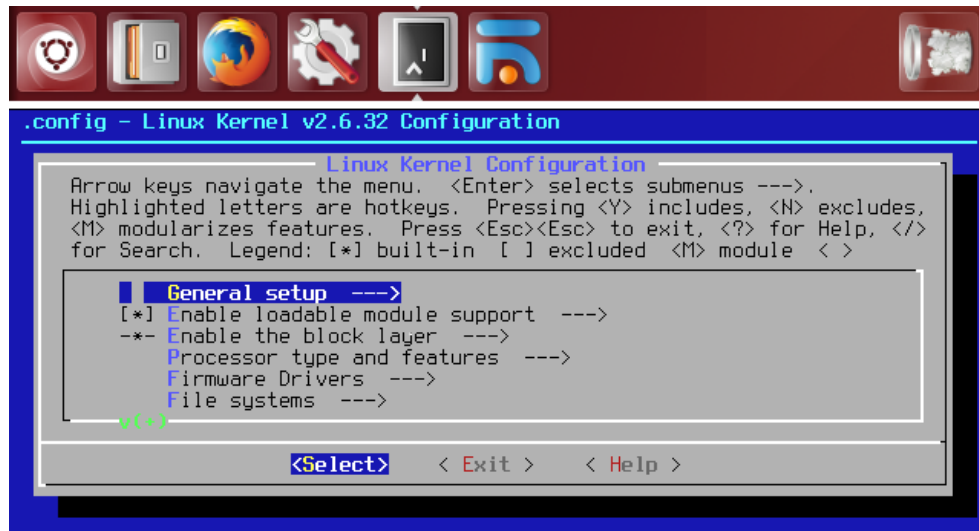 .config - Linux Kernel v2.6.32 Configuration
Linux Kernel Configuration
Arrow keys navigate the menu.  <Enter> selects submenus --->.
Highlighted letters are hotkeys.  Pressing <Y> includes, <N> excludes,
<M> modularizes features.  Press <Esc><Esc> to exit, <?> for Help, </>
for Search.  Legend: [*] built-in  [ ] excluded  <M> module  < >
General setup  --->
[*] Enable loadable module support  --->
-*- Enable the block layer  --->
Processor type and features  --->
Firmware Drivers  --->
File systems  --->
v(+)
<Select>    < Exit >    < Help >